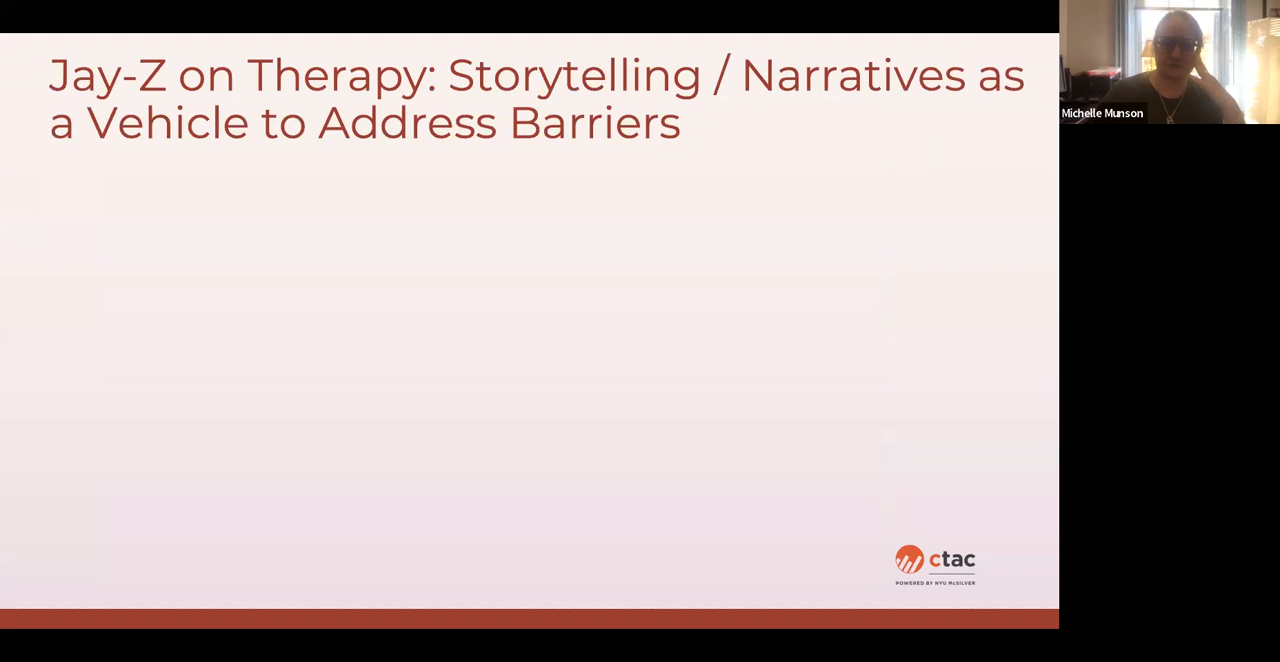 Jay-Z on Therapy: Storytelling / Narratives as
a Vehicle to Address Barriers
Michelle Munson
ctac
POWERED BY NYU McSILVER